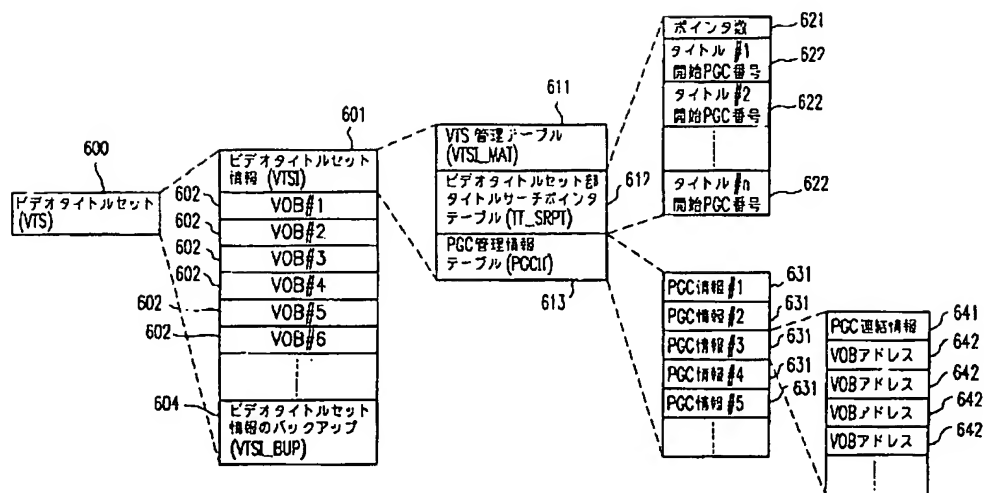 600
ビデオタイトルセット
(VTS)
601
ビデオタイトルセット
情報 (VTSI)
602
VOB#1
602
VOB#2
602
VOB#3
602
VOB#4
602
VOB#5
602
VOB#6
604
ビデオタイトルセット
情報のバックアップ
(VTSI_BUP)
611
VTS 管理テーブル
(VTSI_MAT)
ビデオタイトルセット部
タイトルサーチポインタ
テーブル(TT_SRPT)
612
PGC管理情報
テーブル(PGCIT)
613
ポインタ数
621
タイトル #1
開始PGC番号
622
タイトル #2
開始PGC番号
622
タイトル #n
開始PGC番号
622
PGC情報 #1
631
PGC情報 #2
631
PGC情報 #3
631
PGC情報 #4
631
PGC情報 #5
631
PGC連結情報
641
VOBアドレス
642
VOBアドレス
642
VOBアドレス
642
VOBアドレス
642